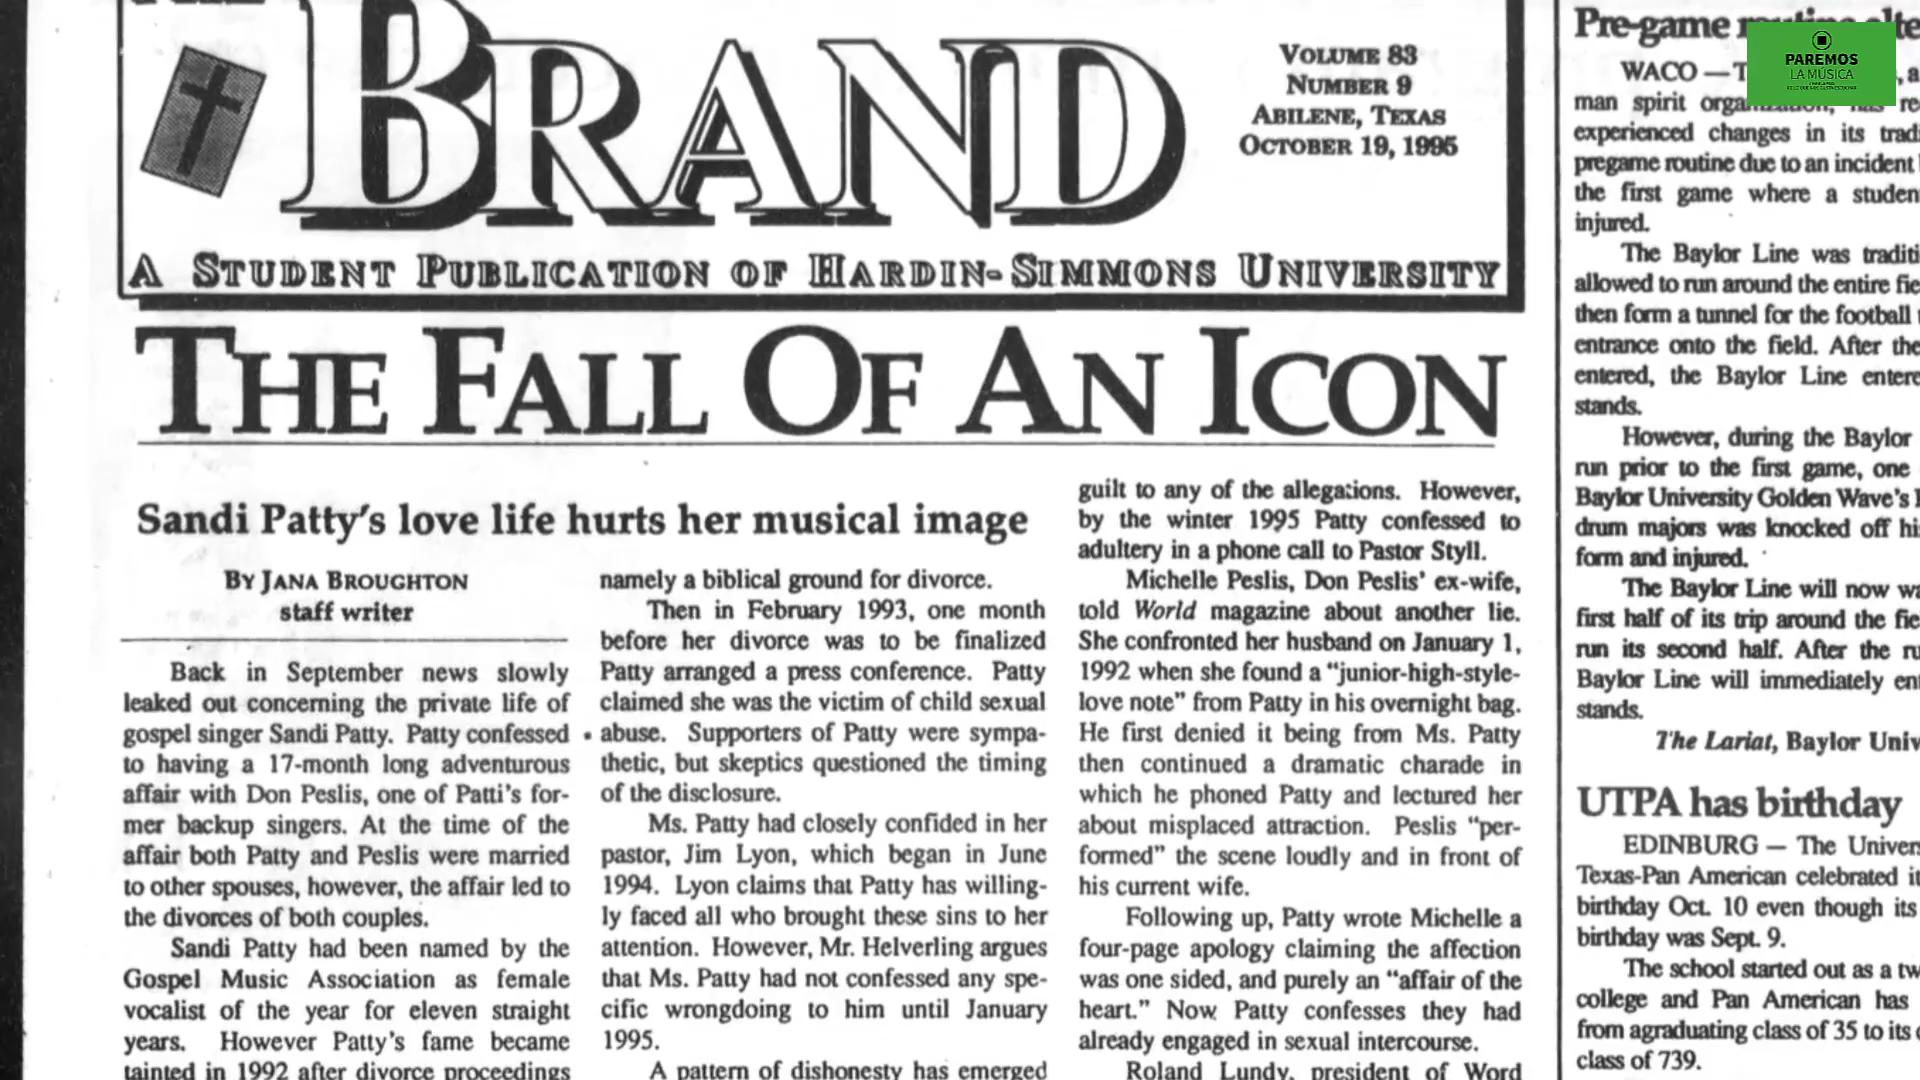 BRAND
VOLUME 83
NUMBER 9
ABILENE, TEXAS
OCTOBER 19, 1995
A STUDENT PUBLICATION OF HARDIN-SIMMONS UNIVERSITY
THE FALL OF AN ICON
Sandi Patty's love life hurts her musical image
BY JANA BROUGHTON
staff writer
Back in September news slowly
leaked out concerning the private life of
gospel singer Sandi Patty. Patty confessed
to having a 17-month long adventurous
affair with Don Peslis, one of Patti's for-
mer backup singers. At the time of the
affair both Patty and Peslis were married
to other spouses, however, the affair led to
the divorces of both couples.
Sandi Patty had been named by the
Gospel Music Association as female
vocalist of the year for eleven straight
years. However Patty's fame became
tainted in 1992 after divorce proceedings
namely a biblical ground for divorce.
Then in February 1993, one month
before her divorce was to be finalized
Patty arranged a press conference. Patty
claimed she was the victim of child sexual
abuse. Supporters of Patty were sympa-
thetic, but skeptics questioned the timing
of the disclosure.
Ms. Patty had closely confided in her
pastor, Jim Lyon, which began in June
1994. Lyon claims that Patty has willing-
ly faced all who brought these sins to her
attention. However, Mr. Helverling argues
that Ms. Patty had not confessed any spe-
cific wrongdoing to him until January
1995.
A pattern of dishonesty has emerged
guilt to any of the allegations. However,
by the winter 1995 Patty confessed to
adultery in a phone call to Pastor Styll.
Michelle Peslis, Don Peslis' ex-wife,
told World magazine about another lie.
She confronted her husband on January 1,
1992 when she found a "junior-high-style-
love note" from Patty in his overnight bag.
He first denied it being from Ms. Patty
then continued a dramatic charade in
which he phoned Patty and lectured her
about misplaced attraction. Peslis "per-
formed" the scene loudly and in front of
his current wife.
Following up, Patty wrote Michelle a
four-page apology claiming the affection
was one sided, and purely an "affair of the
heart." Now Patty confesses they had
already engaged in sexual intercourse.
Roland Lundy, president of Word
Pre-game
WACO —
man spirit
experienced changes in its
pregame routine due to an incident
the first game where a student
injured.
The Baylor Line was
allowed to run around the entire
then form a tunnel for the football
entrance onto the field. After the
entered, the Baylor Line
stands.
However, during the Baylor
run prior to the first game, one
Baylor University Golden Wave's
drum majors was knocked off
form and injured.
The Baylor Line will now
first half of its trip around the
run its second half. After the
Baylor Line will immediately
stands.
The Lariat, Baylor
UTPA has birthday
EDINBURG — The
Texas-Pan American celebrated
birthday Oct. 10 even though its
birthday was Sept. 9.
The school started out as a
college and Pan American has
from agraduating class of 35 to its
class of 739.
PAREMOS
LA MÚSICA